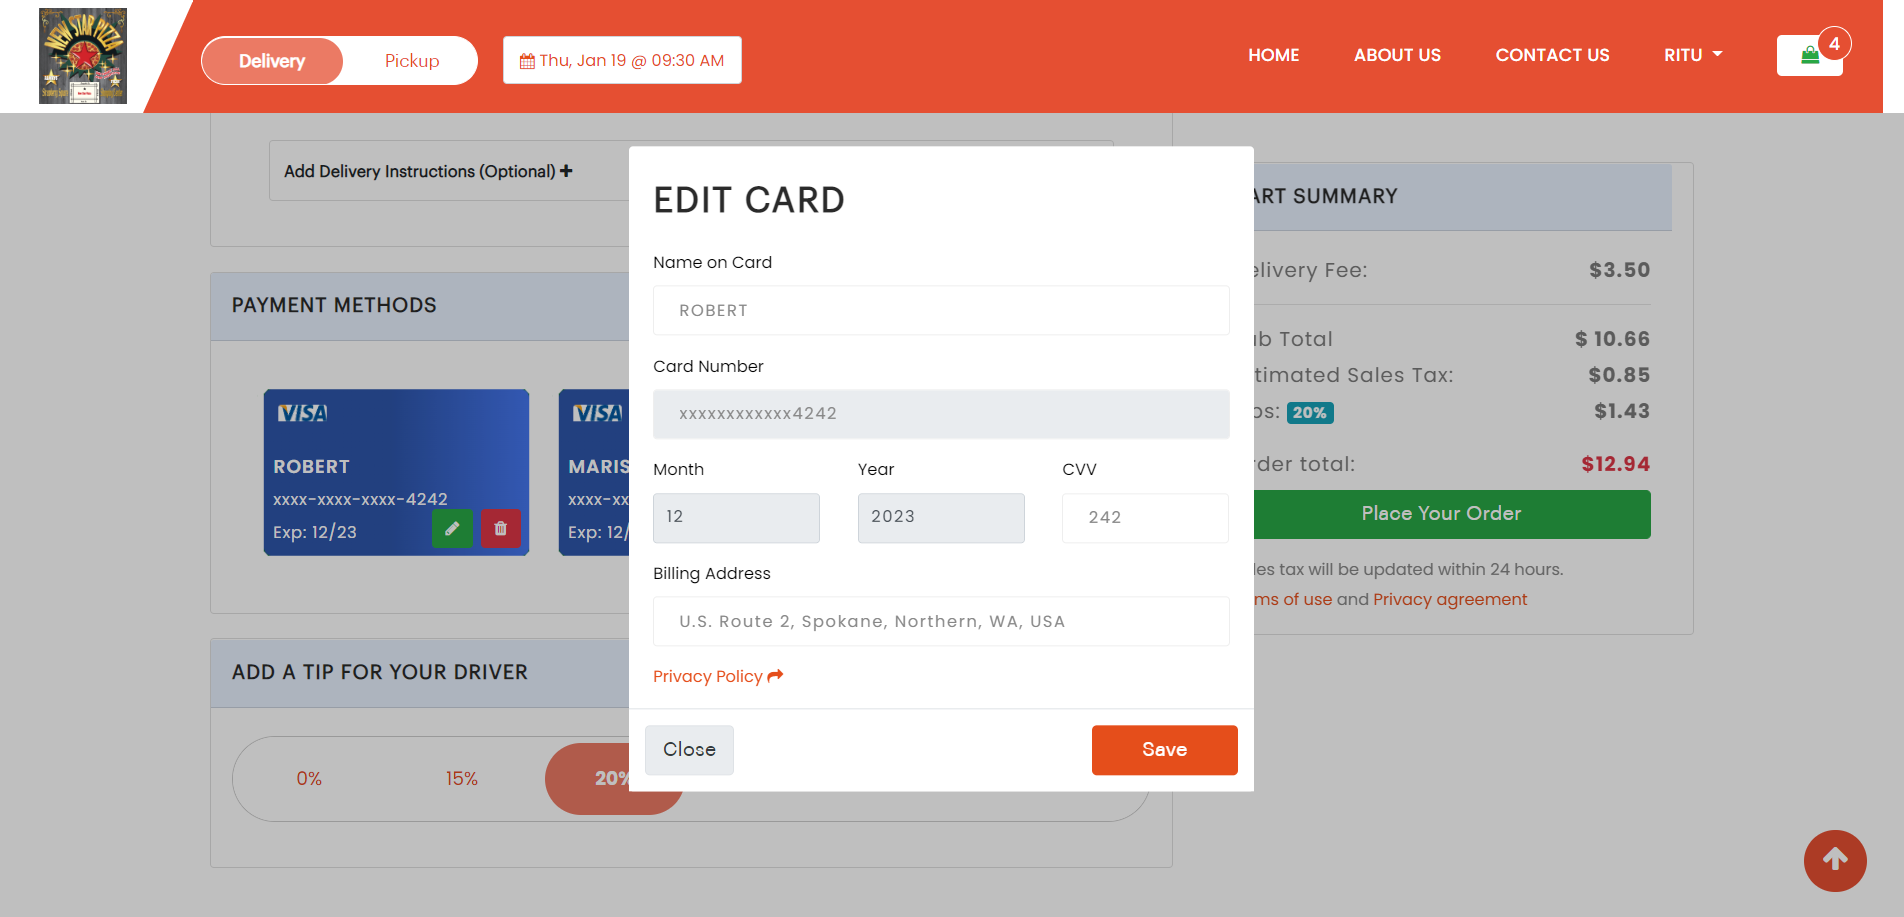 NEW STAR PIZZA
Delivery
Pickup
Thu, Jan 19 @ 09:30 AM
HOME
ABOUT US
CONTACT US
RITU
4
Add Delivery Instructions (Optional)
PAYMENT METHODS
VISA
ROBERT
xxxx-xxxx-xxxx-4242
Exp: 12/23
VISA
MARIS
xxxx-xx
Exp: 12/
ADD A TIP FOR YOUR DRIVER
0%
15%
20%
EDIT CARD
Name on Card
ROBERT
Card Number
xxxxxxxxxxxx4242
Month
Year
CVV
12
2023
242
Billing Address
U.S. Route 2, Spokane, Northern, WA, USA
Privacy Policy
Close
Save
ART SUMMARY
elivery Fee:
$3.50
b Total
$ 10.66
timated Sales Tax:
$0.85
ps: 20%
$1.43
der total:
$12.94
Place Your Order
les tax will be updated within 24 hours.
ms of use and Privacy agreement